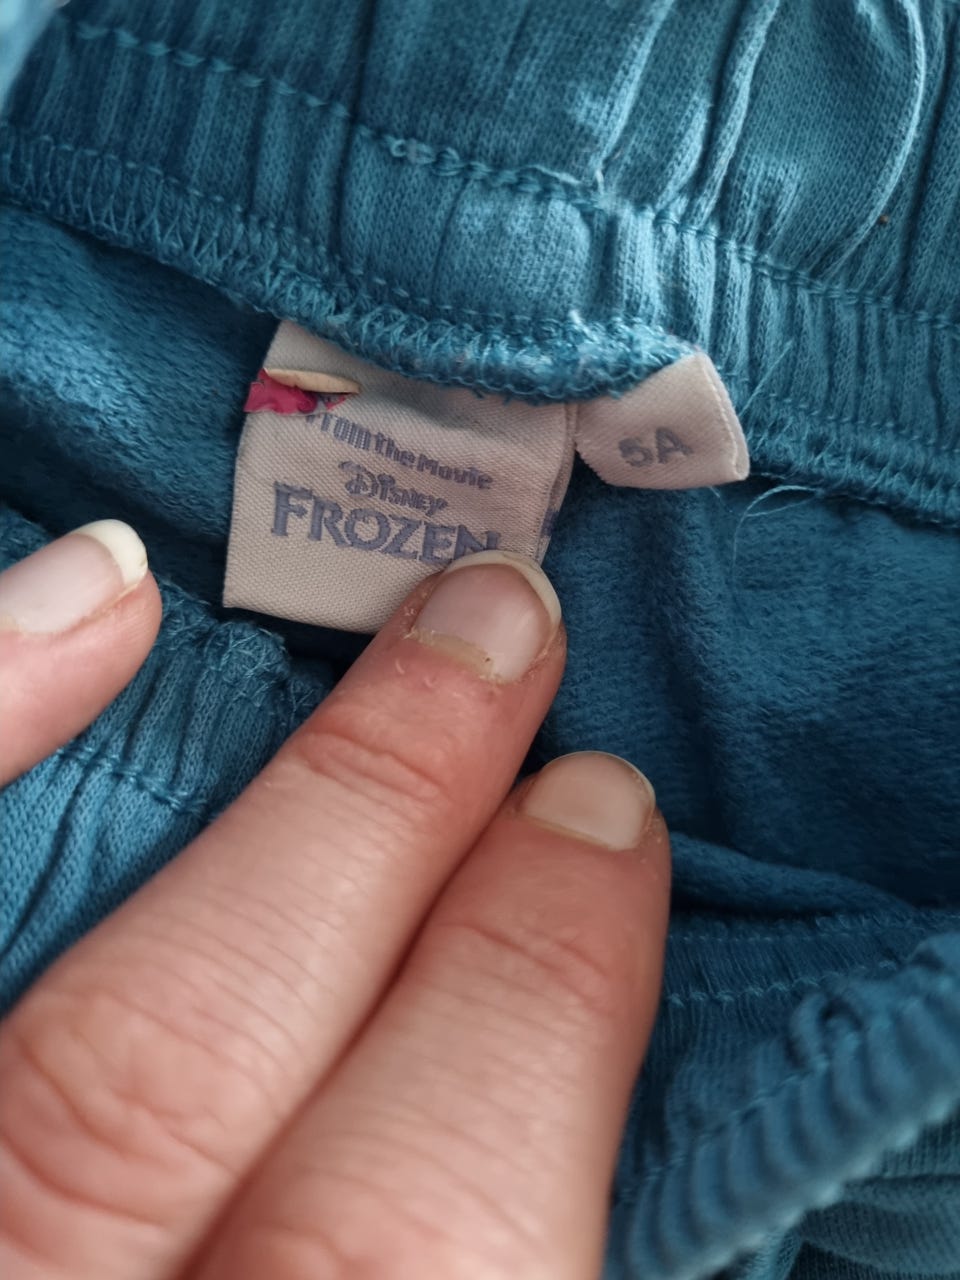 From the Movie
Disney
FROZEN
5A